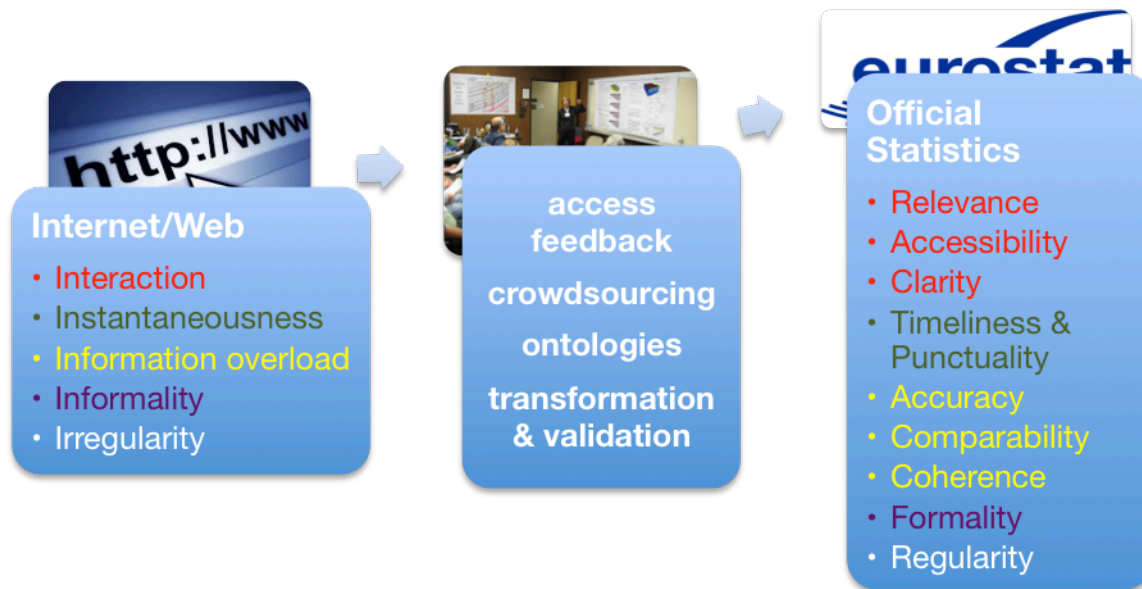 http://www
Internet/Web
• Interaction
• Instantaneousness
• Information overload
• Informality
• Irregularity
access
feedback
crowdsourcing
ontologies
transformation
& validation
eurostat
Official
Statistics
• Relevance
• Accessibility
• Clarity
• Timeliness &
Punctuality
• Accuracy
• Comparability
• Coherence
• Formality
• Regularity